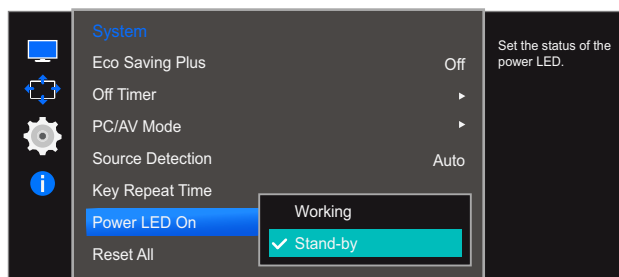 System
Eco Saving Plus Off
Off Timer
PC/AV Mode
Source Detection Auto
Key Repeat Time
Power LED On
Reset All
Working
Stand-by
Set the status of the
power LED.